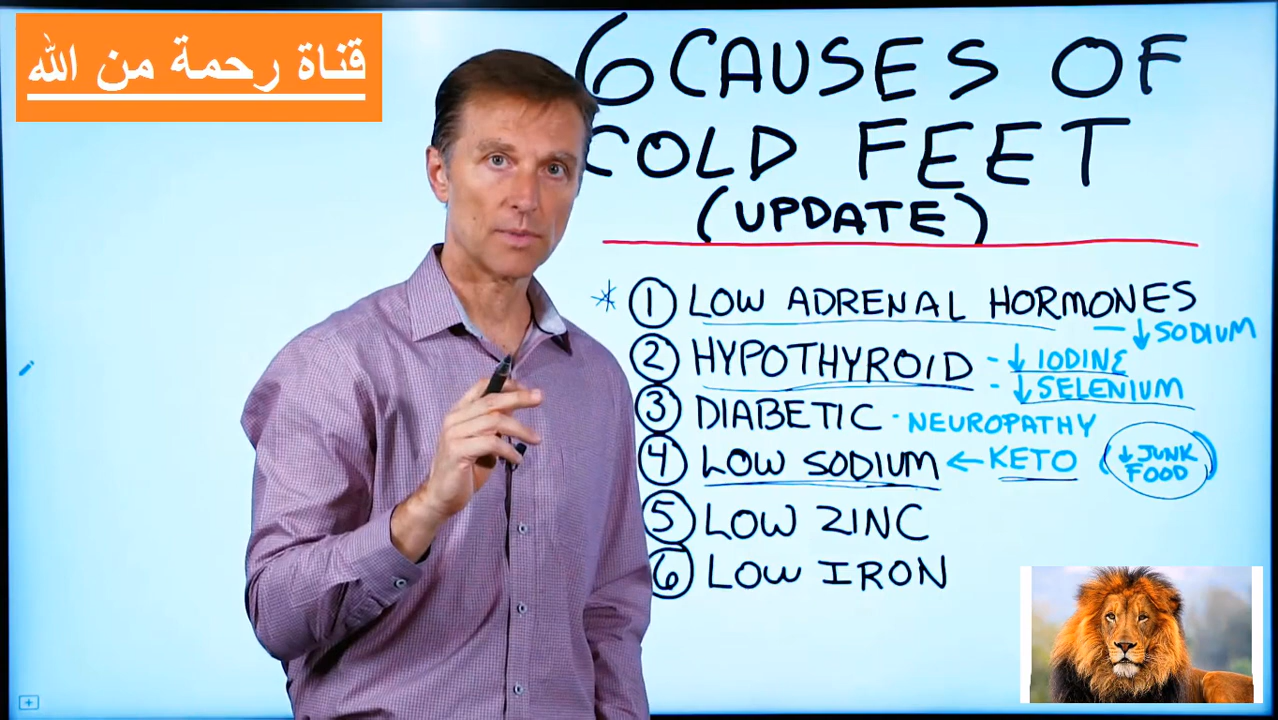 قناة رحمة من الله
6 CAUSES OF
COLD FEET
(UPDATE)
* ① LOW ADRENAL HORMONES
- ↓ SODIUM
② HYPOTHYROID - ↓ IODINE
- ↓ SELENIUM
③ DIABETIC - NEUROPATHY
④ LOW SODIUM ← KETO (↓ JUNK
FOOD)
⑤ LOW ZINC
⑥ LOW IRON